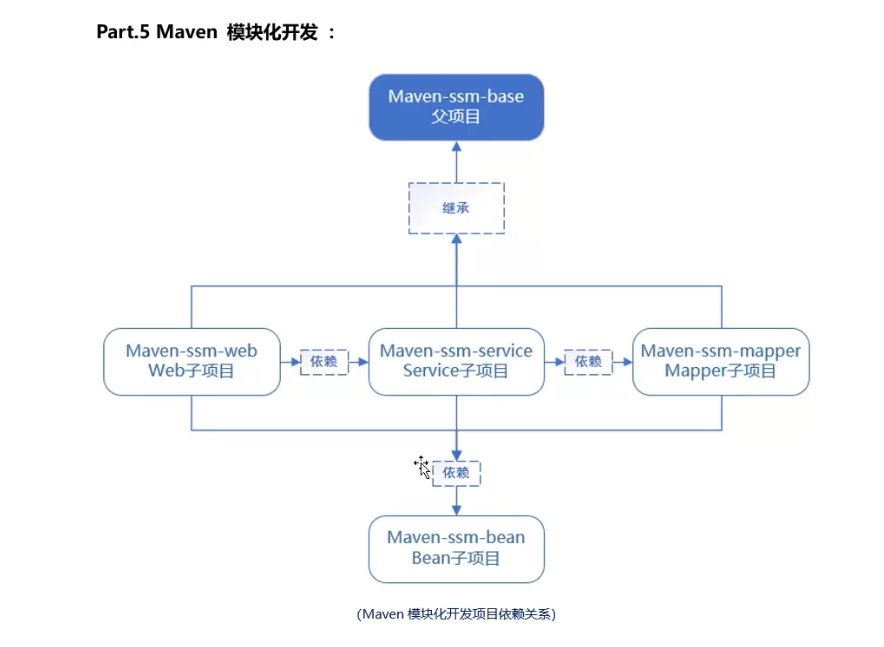 Part.5 Maven 模块化开发 ：
Maven-ssm-base
父项目
继承
Maven-ssm-web
Web子项目
依赖
Maven-ssm-service
Service子项目
依赖
Maven-ssm-mapper
Mapper子项目
依赖
Maven-ssm-bean
Bean子项目
(Maven 模块化开发项目依赖关系)